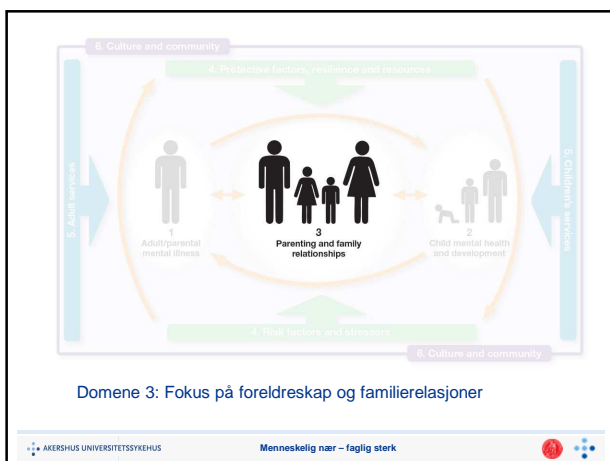 6. Culture and community
4. Protective factors, resilience and resources
5. Adult services
5. Children's services
1
Adult/parental
mental illness
3
Parenting and family
relationships
2
Child mental health
and development
4. Risk factors and stressors
6. Culture and community
Domene 3: Fokus på foreldreskap og familierelasjoner
AKERSHUS UNIVERSITETSSYKEHUS
Menneskelig nær – faglig sterk